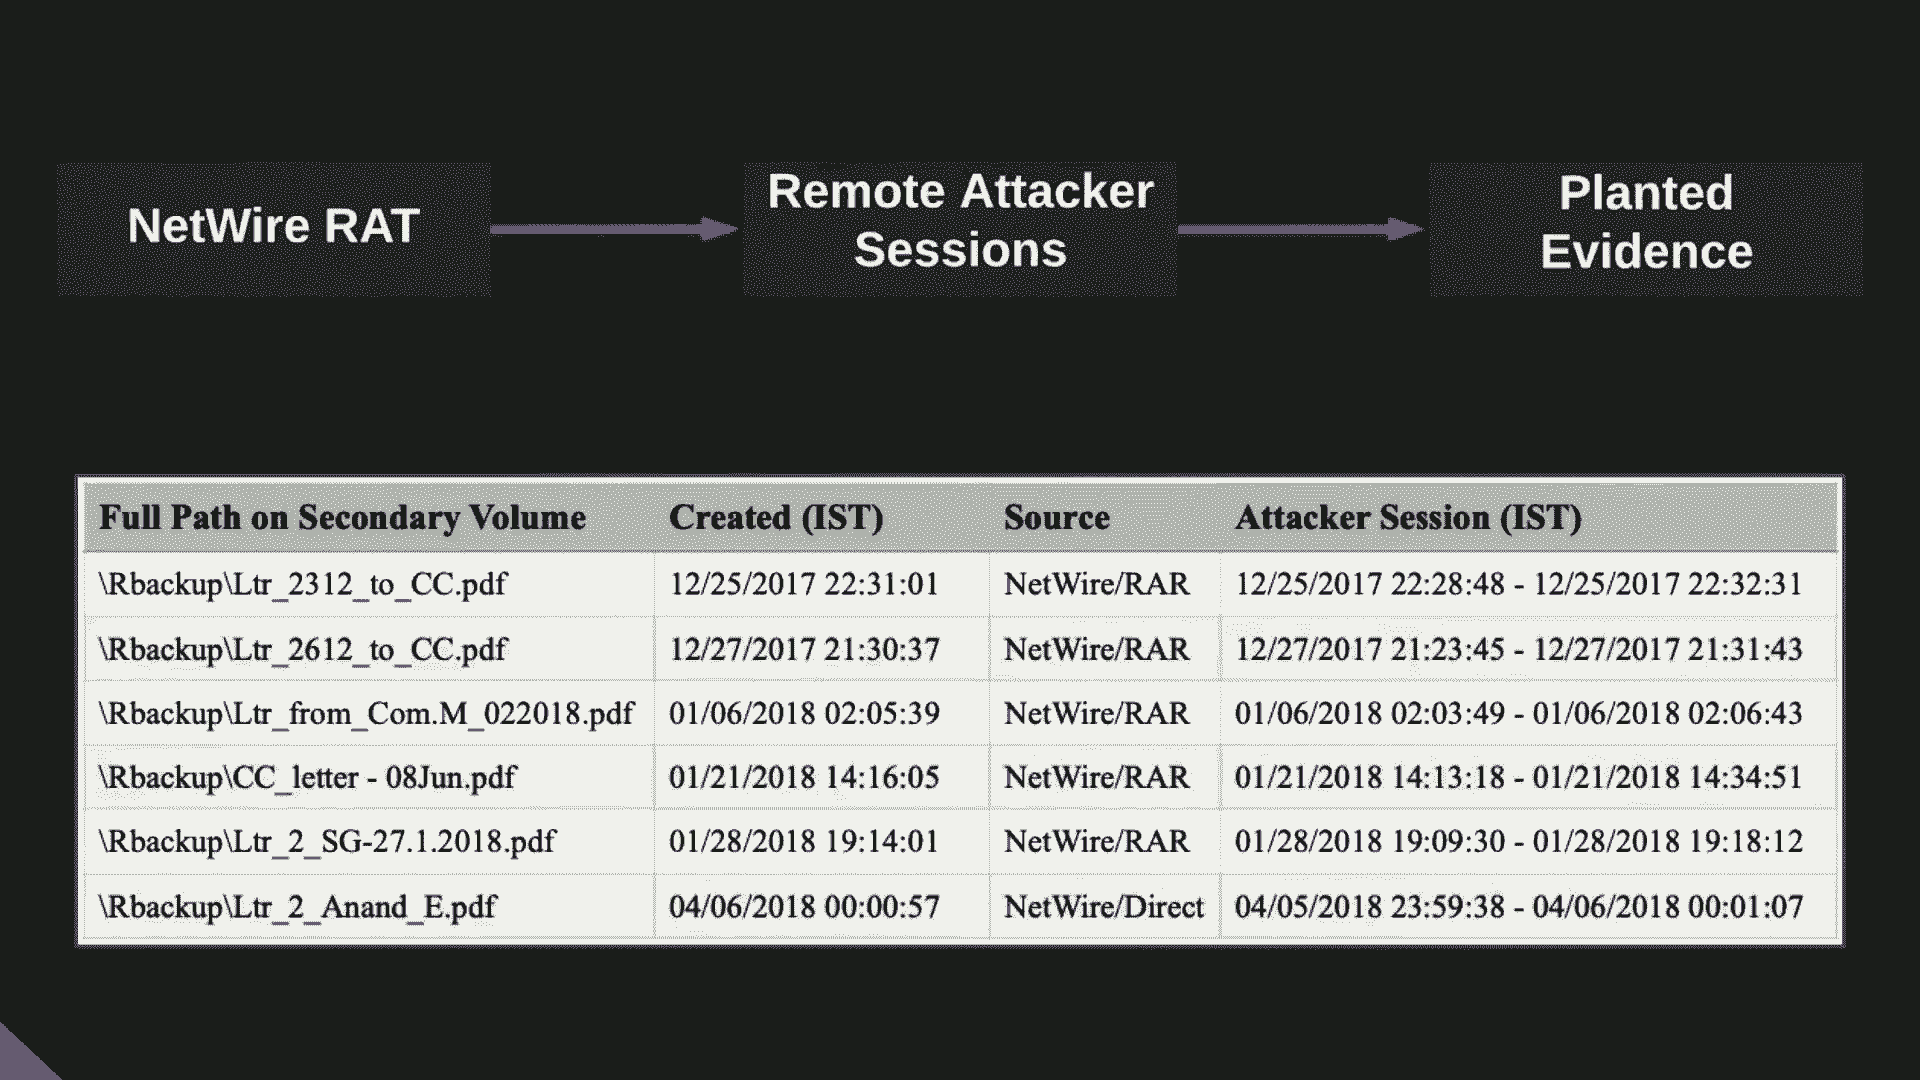 NetWire RAT
Remote Attacker
Sessions
Planted
Evidence
Full Path on Secondary Volume Created (IST) Source Attacker Session (IST)
\Rbackup\Ltr_2312_to_CC.pdf 12/25/2017 22:31:01 NetWire/RAR 12/25/2017 22:28:48 - 12/25/2017 22:32:31
\Rbackup\Ltr_2612_to_CC.pdf 12/27/2017 21:30:37 NetWire/RAR 12/27/2017 21:23:45 - 12/27/2017 21:31:43
\Rbackup\Ltr_from_Com.M_022018.pdf 01/06/2018 02:05:39 NetWire/RAR 01/06/2018 02:03:49 - 01/06/2018 02:06:43
\Rbackup\CC_letter - 08Jun.pdf 01/21/2018 14:16:05 NetWire/RAR 01/21/2018 14:13:18 - 01/21/2018 14:34:51
\Rbackup\Ltr_2_SG-27.1.2018.pdf 01/28/2018 19:14:01 NetWire/RAR 01/28/2018 19:09:30 - 01/28/2018 19:18:12
\Rbackup\Ltr_2_Anand_E.pdf 04/06/2018 00:00:57 NetWire/Direct 04/05/2018 23:59:38 - 04/06/2018 00:01:07